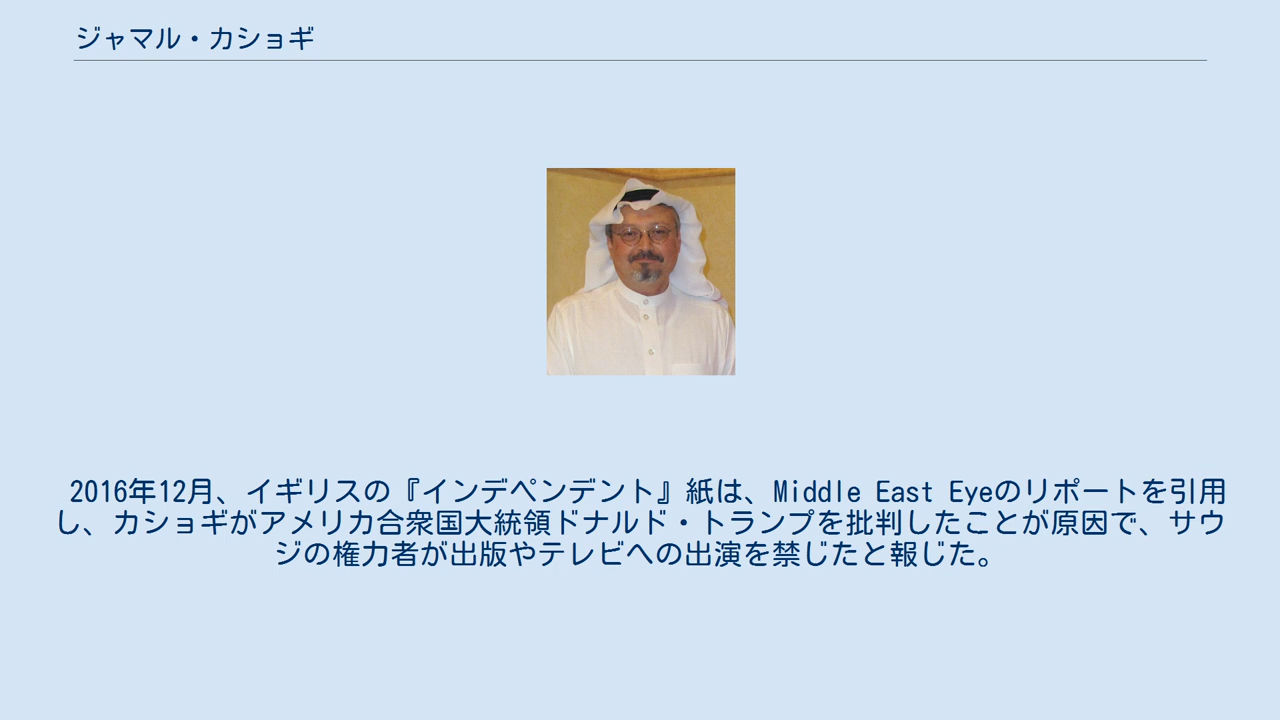 ジャマル・カショギ
2016年12月、イギリスの『インデペンデント』紙は、Middle East Eyeのリポートを引用
し、カショギがアメリカ合衆国大統領ドナルド・トランプを批判したことが原因で、サウ
ジの権力者が出版やテレビへの出演を禁じたと報じた。